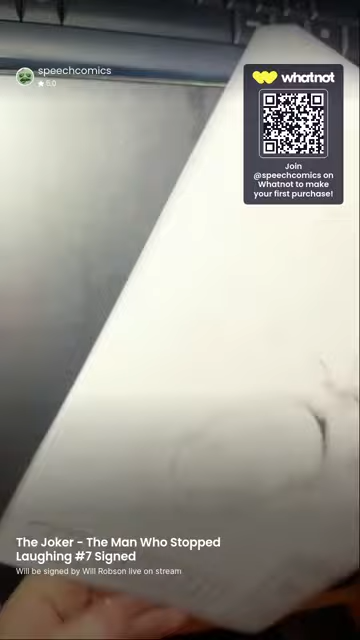 speechcomics
★ 5.0
whatnot
Join
@speechcomics on
Whatnot to make
your first purchase!
The Joker - The Man Who Stopped
Laughing #7 Signed
Will be signed by Will Robson live on stream